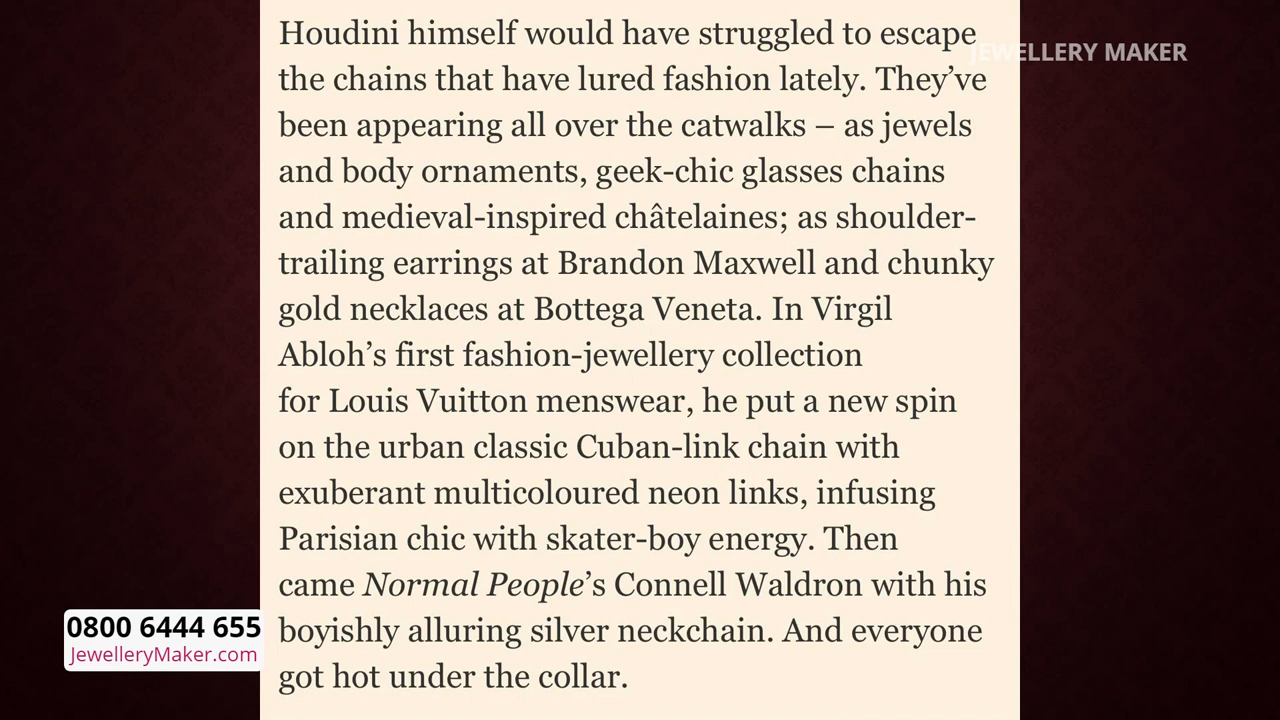 JEWELLERY MAKER
Houdini himself would have struggled to escape
the chains that have lured fashion lately. They’ve
been appearing all over the catwalks – as jewels
and body ornaments, geek-chic glasses chains
and medieval-inspired châtelaines; as shoulder-
trailing earrings at Brandon Maxwell and chunky
gold necklaces at Bottega Veneta. In Virgil
Abloh’s first fashion-jewellery collection
for Louis Vuitton menswear, he put a new spin
on the urban classic Cuban-link chain with
exuberant multicoloured neon links, infusing
Parisian chic with skater-boy energy. Then
came Normal People’s Connell Waldron with his
boyishly alluring silver neckchain. And everyone
got hot under the collar.
0800 6444 655
JewelleryMaker.com